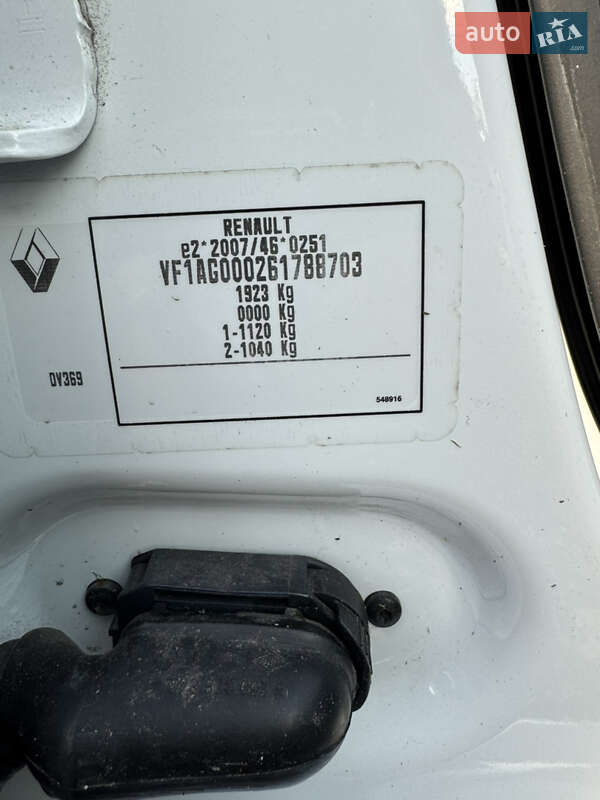 auto RIA .com
RENAULT
e2*2007/46*0251
VF1AG000261788703
1923 Kg
0000 Kg
1-1120 Kg
2-1040 Kg
DV369
548916